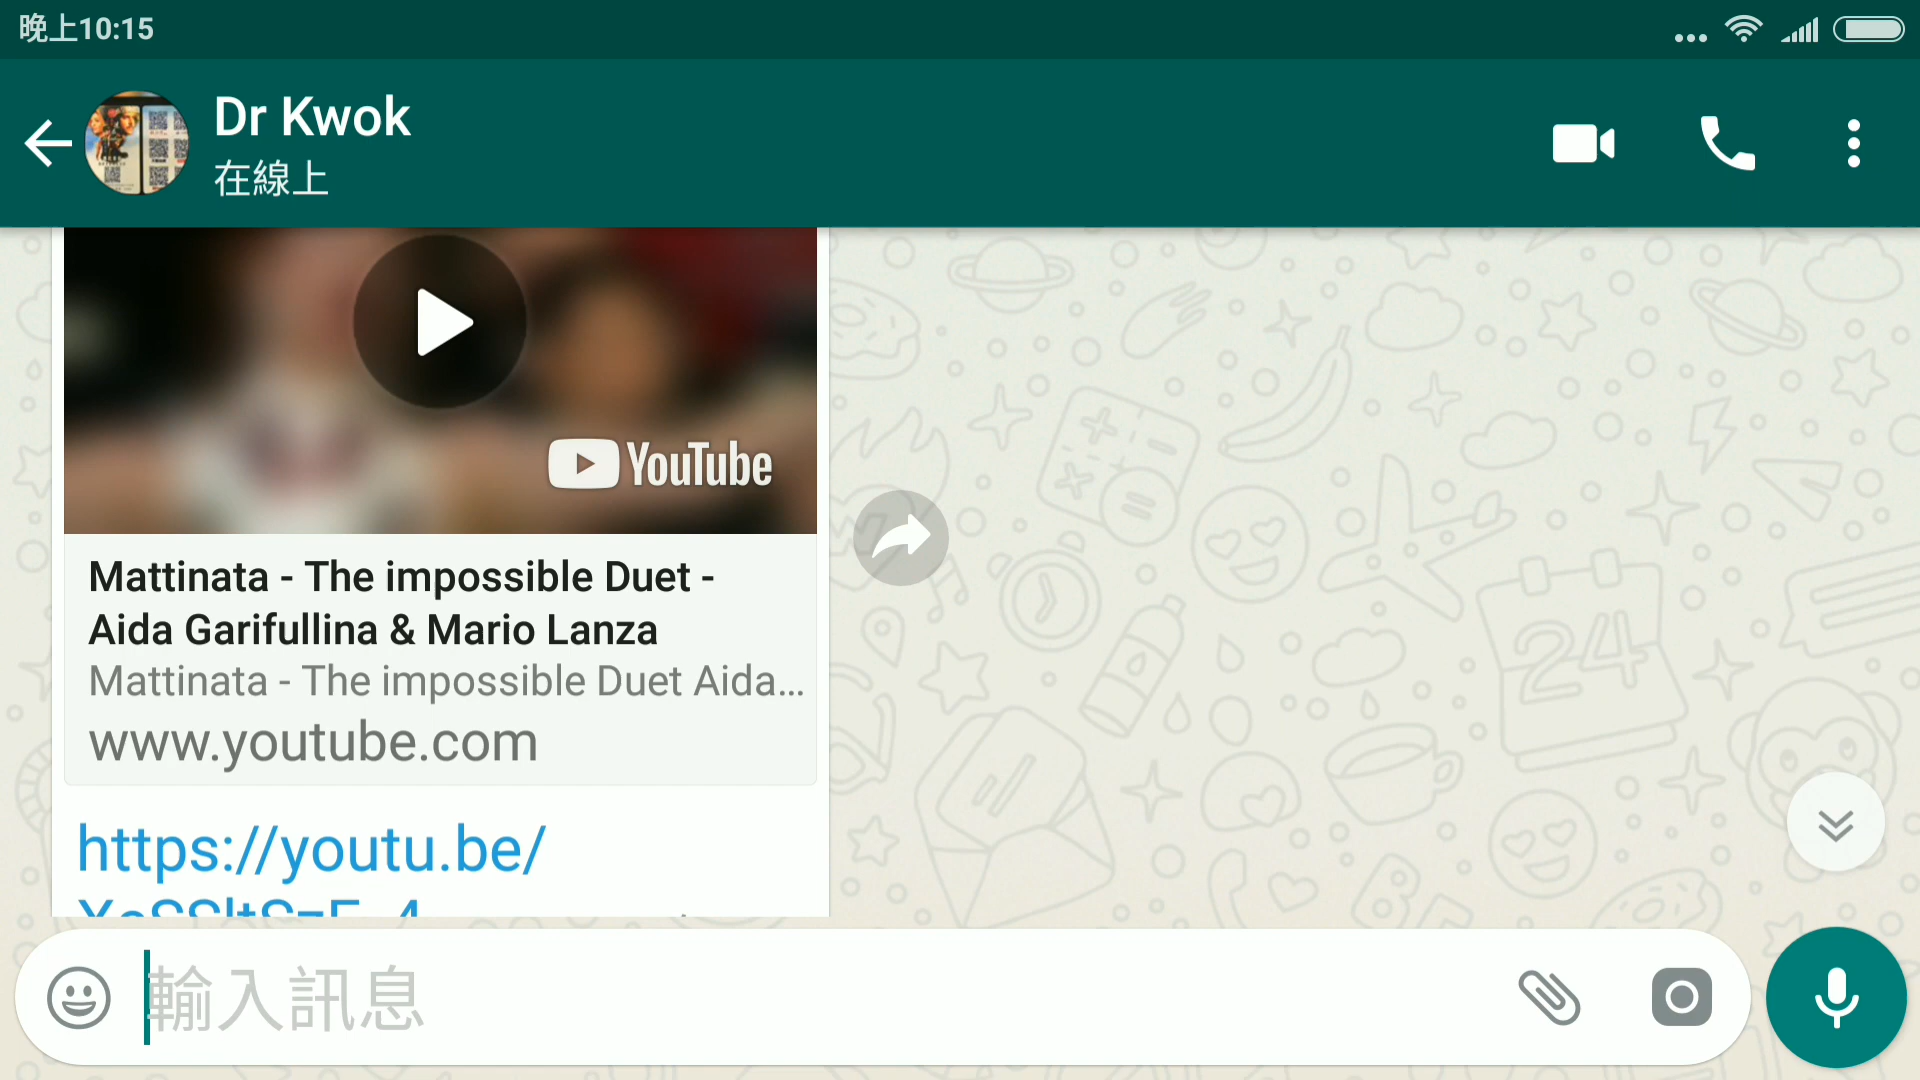 晚上10:15
Dr Kwok
在線上
YouTube
Mattinata - The impossible Duet -
Aida Garifullina & Mario Lanza
Mattinata - The impossible Duet Aida...
www.youtube.com
https://youtu.be/
24
輸入訊息